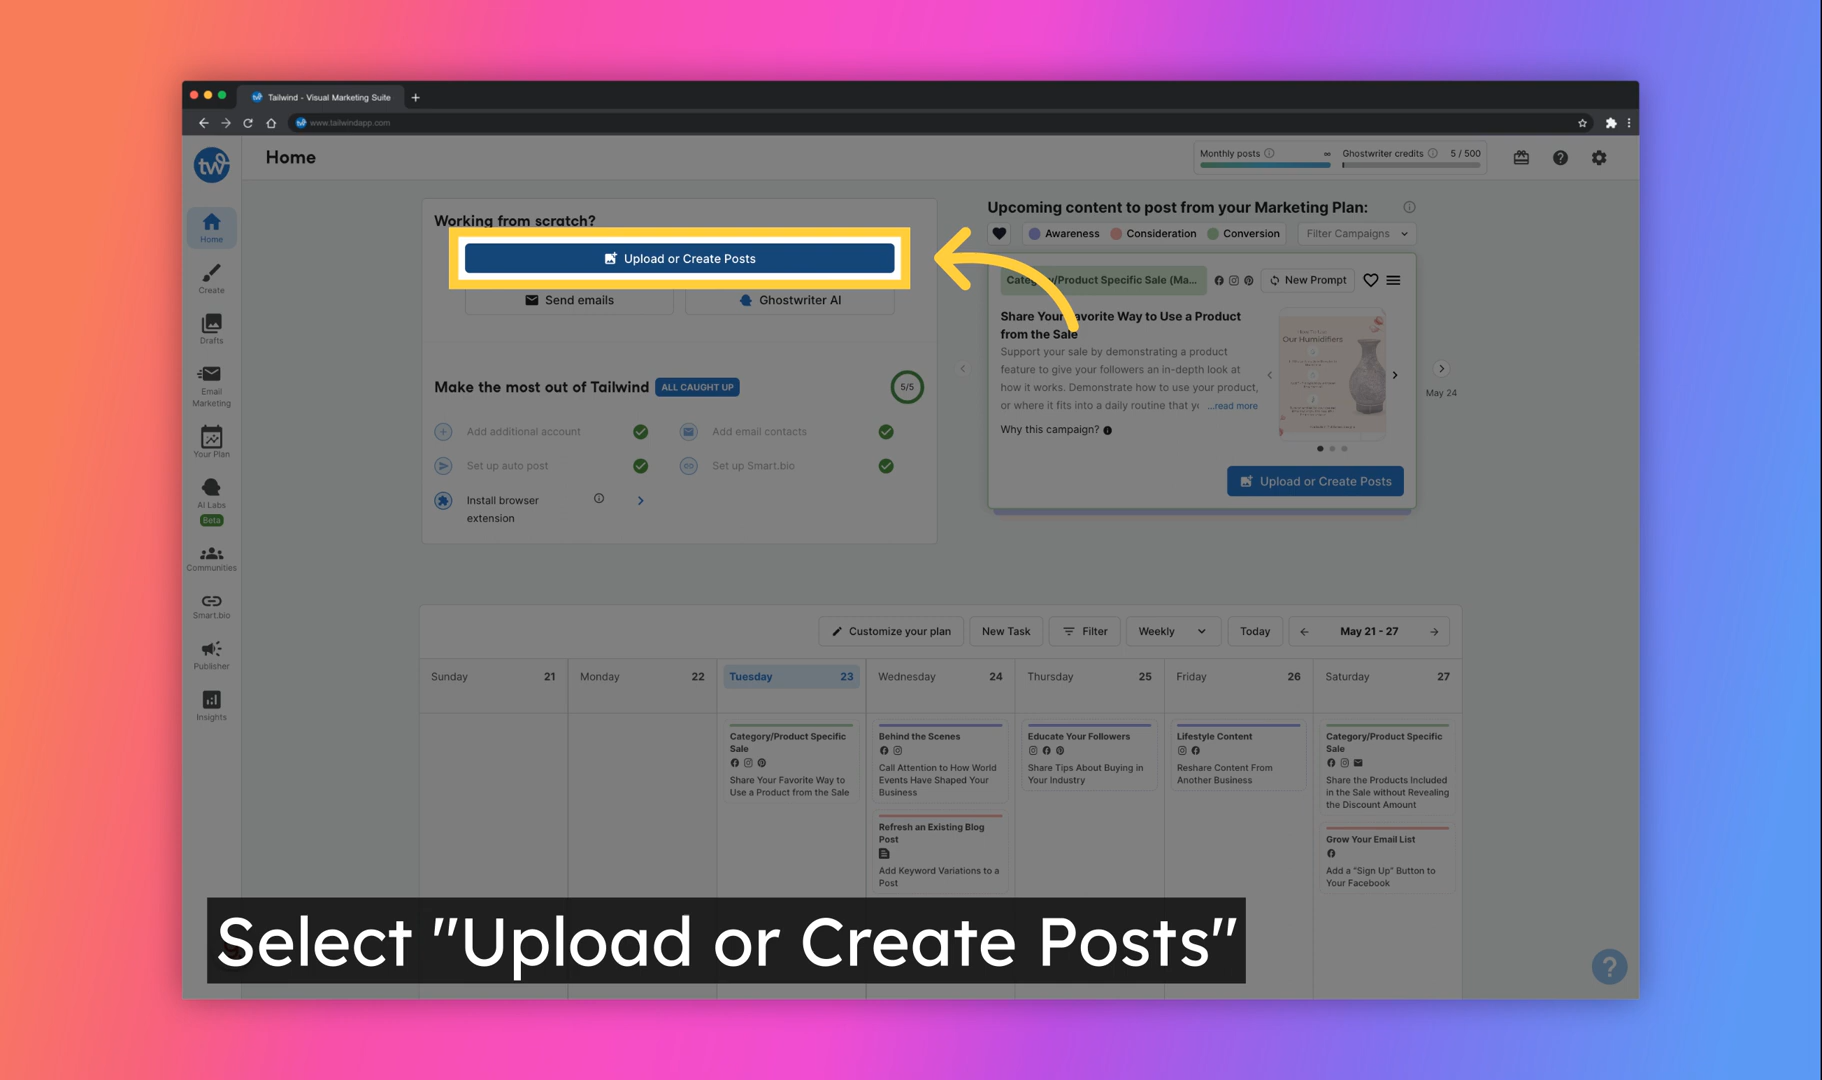 Tailwind - Visual Marketing Suite
www.tailwindapp.com
tw
Home
Monthly posts
∞
Ghostwriter credits
5 / 500
Home
Create
Drafts
Email
Marketing
Your Plan
AI Labs
Beta
Communities
Smart.bio
Publisher
Insights
Working from scratch?
Upload or Create Posts
Send emails
Ghostwriter AI
Make the most out of Tailwind
ALL CAUGHT UP
5/5
Add additional account
Add email contacts
Set up auto post
Set up Smart.bio
Install browser
extension
Upcoming content to post from your Marketing Plan:
Awareness
Consideration
Conversion
Filter Campaigns
Category/Product Specific Sale (Ma...
New Prompt
Share Your Favorite Way to Use a Product
from the Sale
Support your sale by demonstrating a product
feature to give your followers an in-depth look at
how it works. Demonstrate how to use your product,
or where it fits into a daily routine that y
...read more
Why this campaign?
Our Humidifiers
May 24
Upload or Create Posts
Customize your plan
New Task
Filter
Weekly
Today
May 21 - 27
Sunday 21
Monday 22
Tuesday 23
Wednesday 24
Thursday 25
Friday 26
Saturday 27
Category/Product Specific
Sale
Share Your Favorite Way to
Use a Product from the Sale
Behind the Scenes
Call Attention to How World
Events Have Shaped Your
Business
Refresh an Existing Blog
Post
Add Keyword Variations to a
Post
Educate Your Followers
Share Tips About Buying in
Your Industry
Lifestyle Content
Reshare Content From
Another Business
Category/Product Specific
Sale
Share the Products Included
in the Sale without Revealing
the Discount Amount
Grow Your Email List
Add a "Sign Up" Button to
Your Facebook
Select "Upload or Create Posts"
?